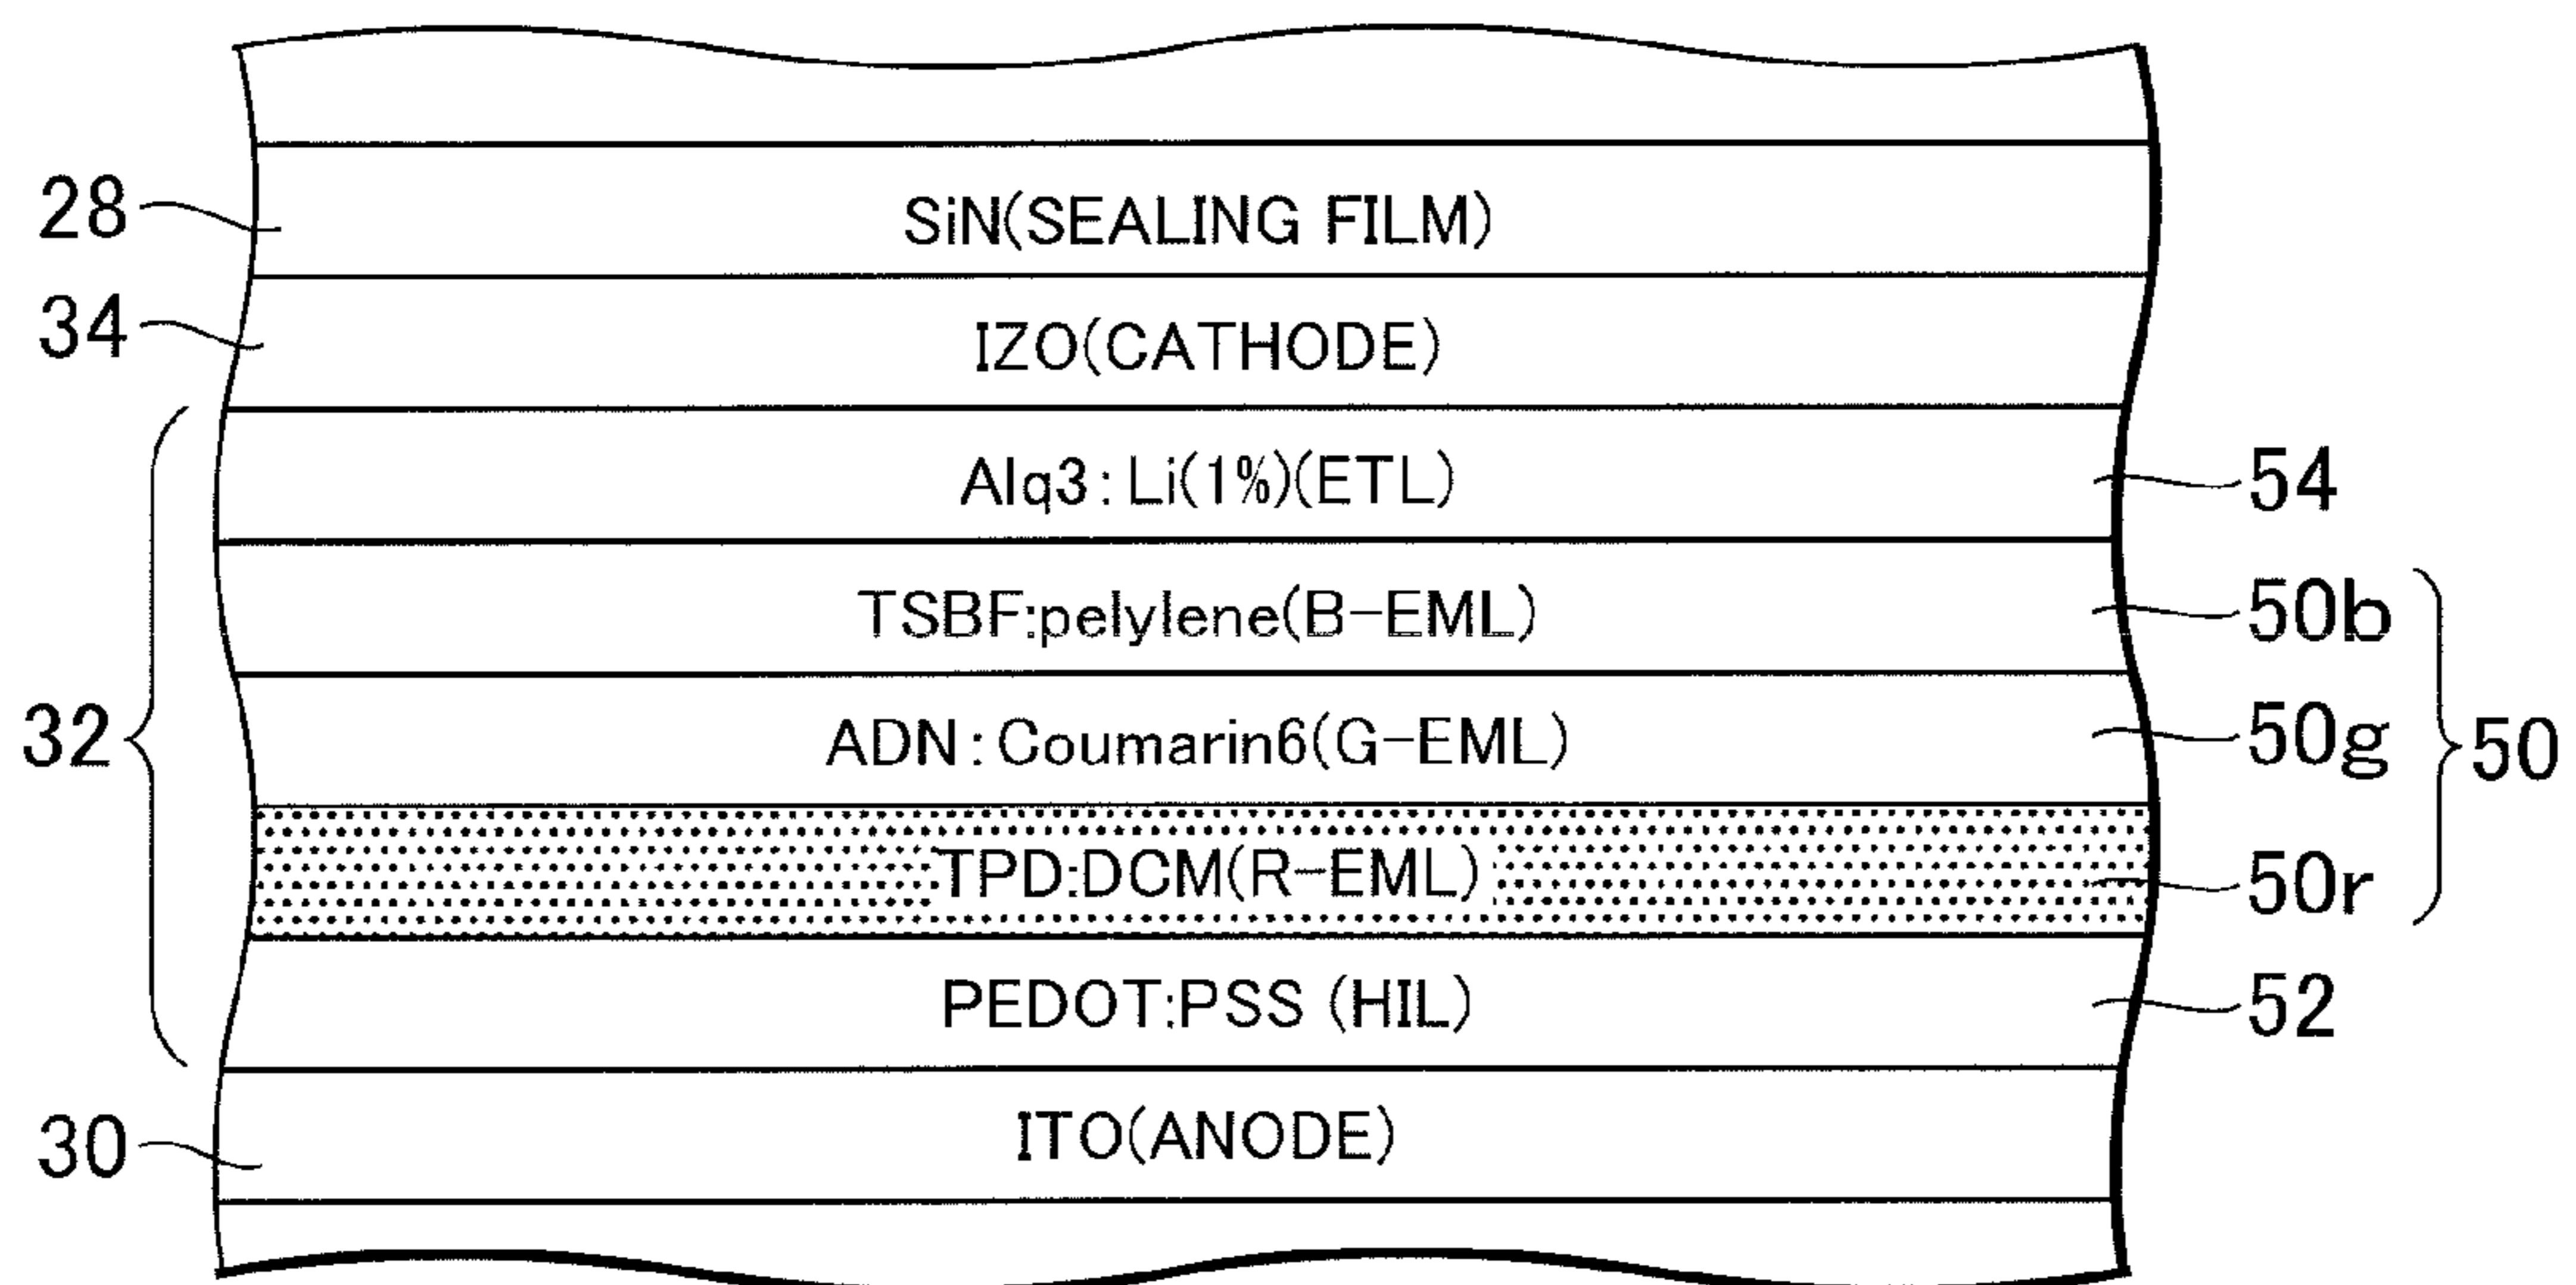 28
SiN(SEALING FILM)
34
IZO(CATHODE)
Alq3:Li(1%)(ETL)
54
TSBF:pelylene(B-EML)
50b
32
ADN:Coumarin6(G-EML)
50g
50
TPD:DCM(R-EML)
50r
PEDOT:PSS (HIL)
52
30
ITO(ANODE)